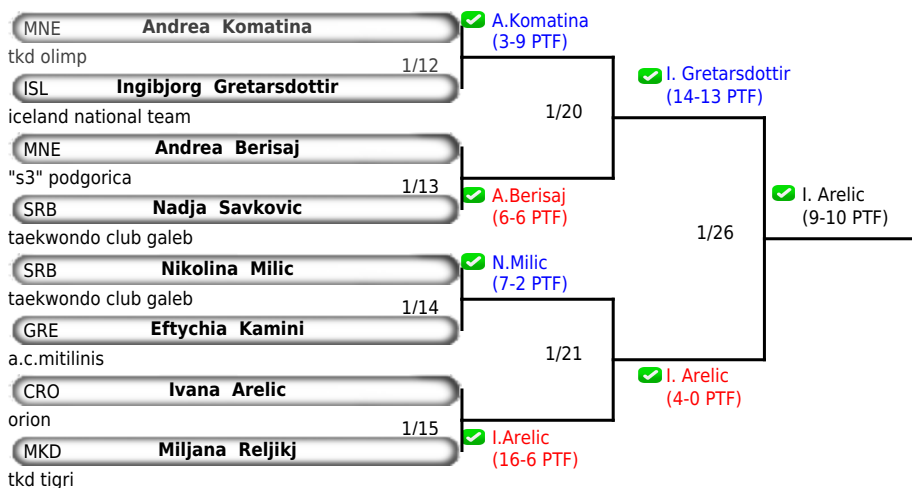 MNE Andrea Komatina
tkd olimp
1/12
ISL Ingibjorg Gretarsdottir
iceland national team
MNE Andrea Berisaj
"s3" podgorica
1/13
SRB Nadja Savkovic
taekwondo club galeb
SRB Nikolina Milic
taekwondo club galeb
1/14
GRE Eftychia Kamini
a.c.mitilinis
CRO Ivana Arelic
orion
1/15
MKD Miljana Reljikj
tkd tigri
A.Komatina
(3-9 PTF)
1/20
A.Berisaj
(6-6 PTF)
N.Milic
(7-2 PTF)
1/21
I.Arelic
(16-6 PTF)
I. Gretarsdottir
(14-13 PTF)
1/26
I. Arelic
(4-0 PTF)
I. Arelic
(9-10 PTF)